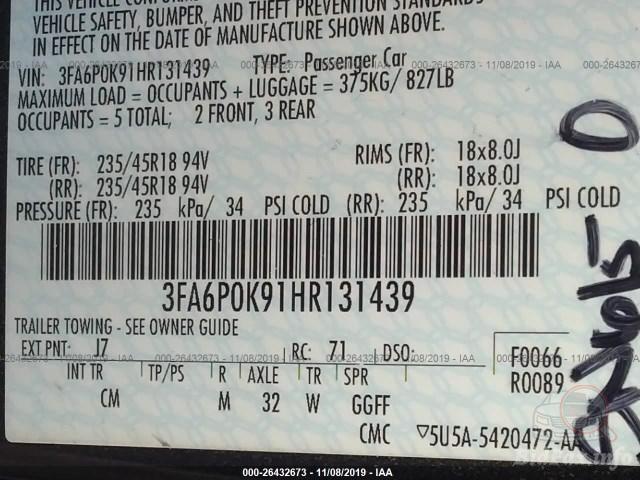 THIS VEHICLE CONFORMS
VEHICLE SAFETY, BUMPER, AND THEFT PREVENTION STANDARDS
IN EFFECT ON THE DATE OF MANUFACTURE SHOWN ABOVE.
VIN: 3FA6P0K91HR131439 TYPE: Passenger Car
MAXIMUM LOAD = OCCUPANTS + LUGGAGE = 375KG/ 827LB
OCCUPANTS = 5 TOTAL; 2 FRONT, 3 REAR
TIRE (FR): 235/45R18 94V RIMS (FR): 18x8.0J
(RR): 235/45R18 94V (RR): 18x8.0J
PRESSURE (FR): 235 kPa/ 34 PSI COLD (RR): 235 kPa/ 34 PSI COLD
3FA6P0K91HR131439
TRAILER TOWING - SEE OWNER GUIDE
EXT PNT: J7 RC: 71 DSO: F0066
R0089
INT TR TP/PS R AXLE TR SPR
CM M 32 W GGFF
CMC ▽5U5A-5420472-AA
000-26432673 - 11/08/2019 - IAA